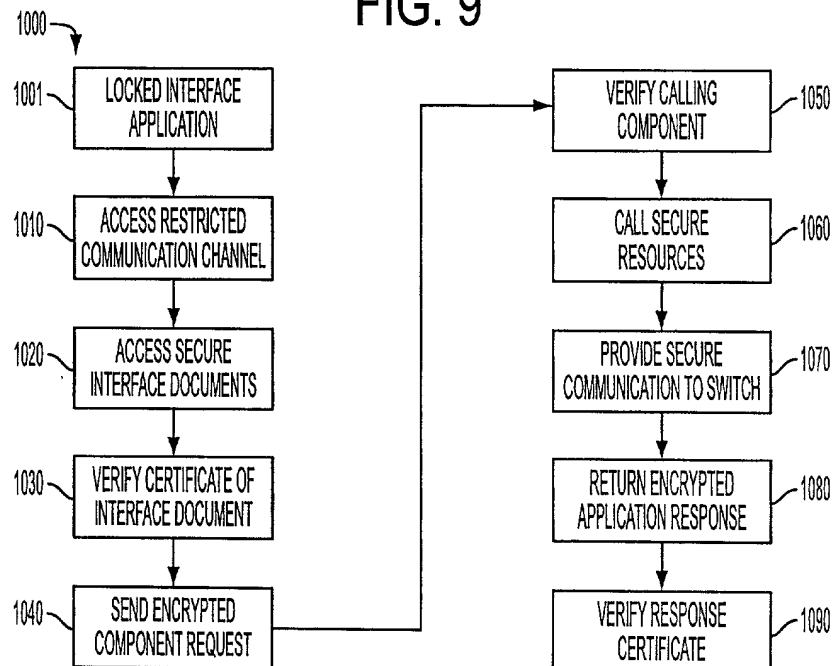 FIG. 9
1000
1001
LOCKED INTERFACE
APPLICATION
1010
ACCESS RESTRICTED
COMMUNICATION CHANNEL
1020
ACCESS SECURE
INTERFACE DOCUMENTS
1030
VERIFY CERTIFICATE OF
INTERFACE DOCUMENT
1040
SEND ENCRYPTED
COMPONENT REQUEST
VERIFY CALLING
COMPONENT
1050
CALL SECURE
RESOURCES
1060
PROVIDE SECURE
COMMUNICATION TO SWITCH
1070
RETURN ENCRYPTED
APPLICATION RESPONSE
1080
VERIFY RESPONSE
CERTIFICATE
1090